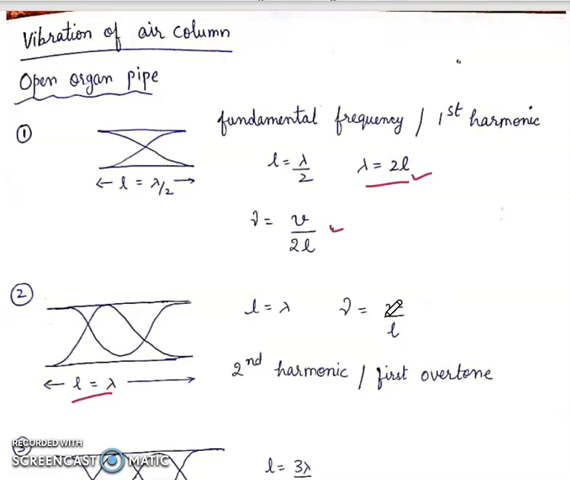 Vibration of air column
Open organ pipe
① fundamental frequency / 1st harmonic
l = λ/2 λ = 2l
← l = λ/2 →
ν = v/2l
② l = λ ν = v/l
← l = λ →
2nd harmonic / first overtone
③
RECORDED WITH
SCREENCAST MATIC
l = 3λ